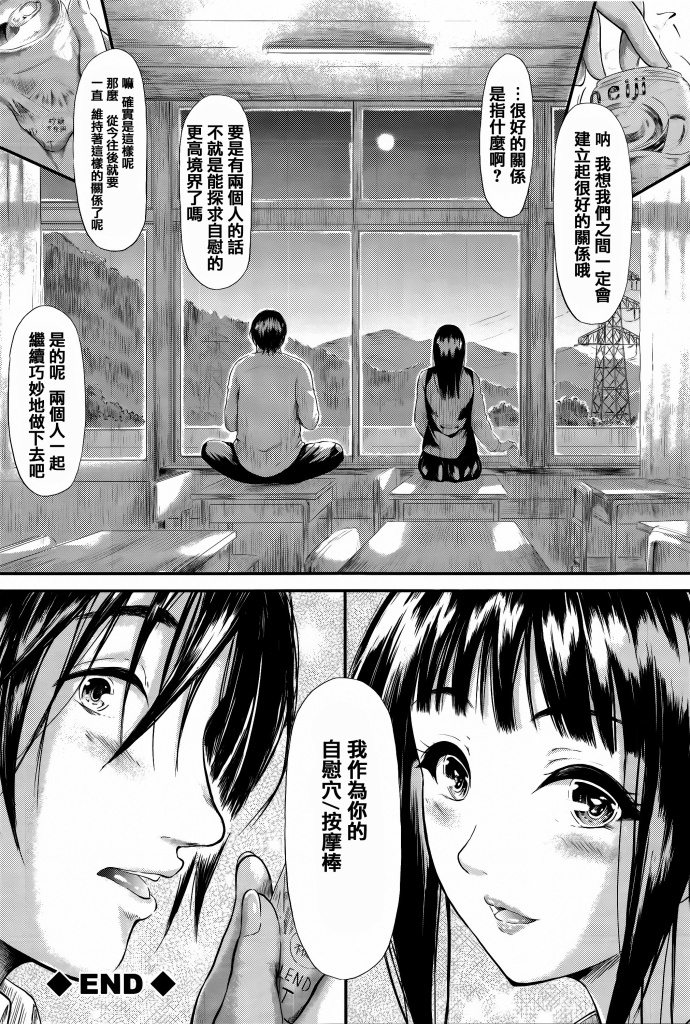 呐 我想我們之間一定會
建立起很好的關係哦
…很好的關係
是指什麼啊?
要是有兩個人的話
不就是能探求自慰的
更高境界了嗎
嘛 確實是這樣呢
那麼 從今往後就要
一直 維持著這樣的關係了呢
是的呢 兩個人一起
繼續巧妙地做下去吧
我作為你的
自慰穴/按摩棒
eiji
LEND
◆ END ◆